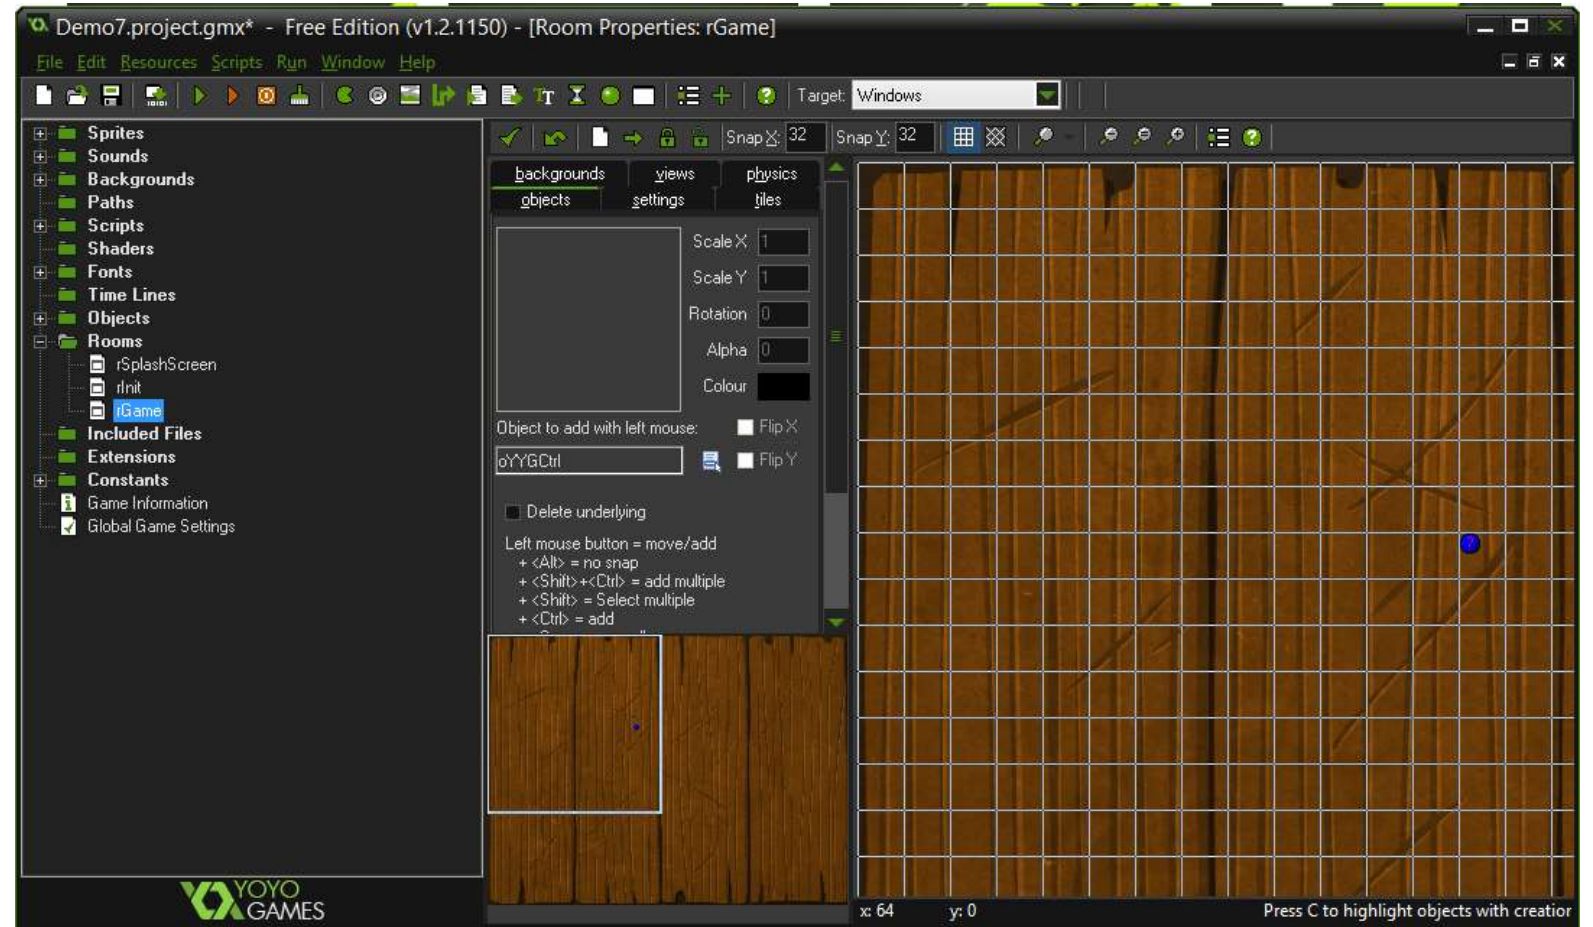 Demo7.project.gmx* - Free Edition (v1.2.1150) - [Room Properties: rGame]
File Edit Resources Scripts Run Window Help
Target: Windows
Sprites
Sounds
Backgrounds
Paths
Scripts
Shaders
Fonts
Time Lines
Objects
Rooms
rSplashScreen
rInit
rGame
Included Files
Extensions
Constants
Game Information
Global Game Settings
YOYO
GAMES
Snap X: 32 Snap Y: 32
backgrounds views physics
objects settings tiles
Scale X 1
Scale Y 1
Rotation 0
Alpha 0
Colour
Object to add with left mouse: Flip X
oYYGCtrl Flip Y
Delete underlying
Left mouse button = move/add
+ <Alt> = no snap
+ <Shift>+<Ctrl> = add multiple
+ <Shift> = Select multiple
+ <Ctrl> = add
x: 64 y: 0 Press C to highlight objects with creation